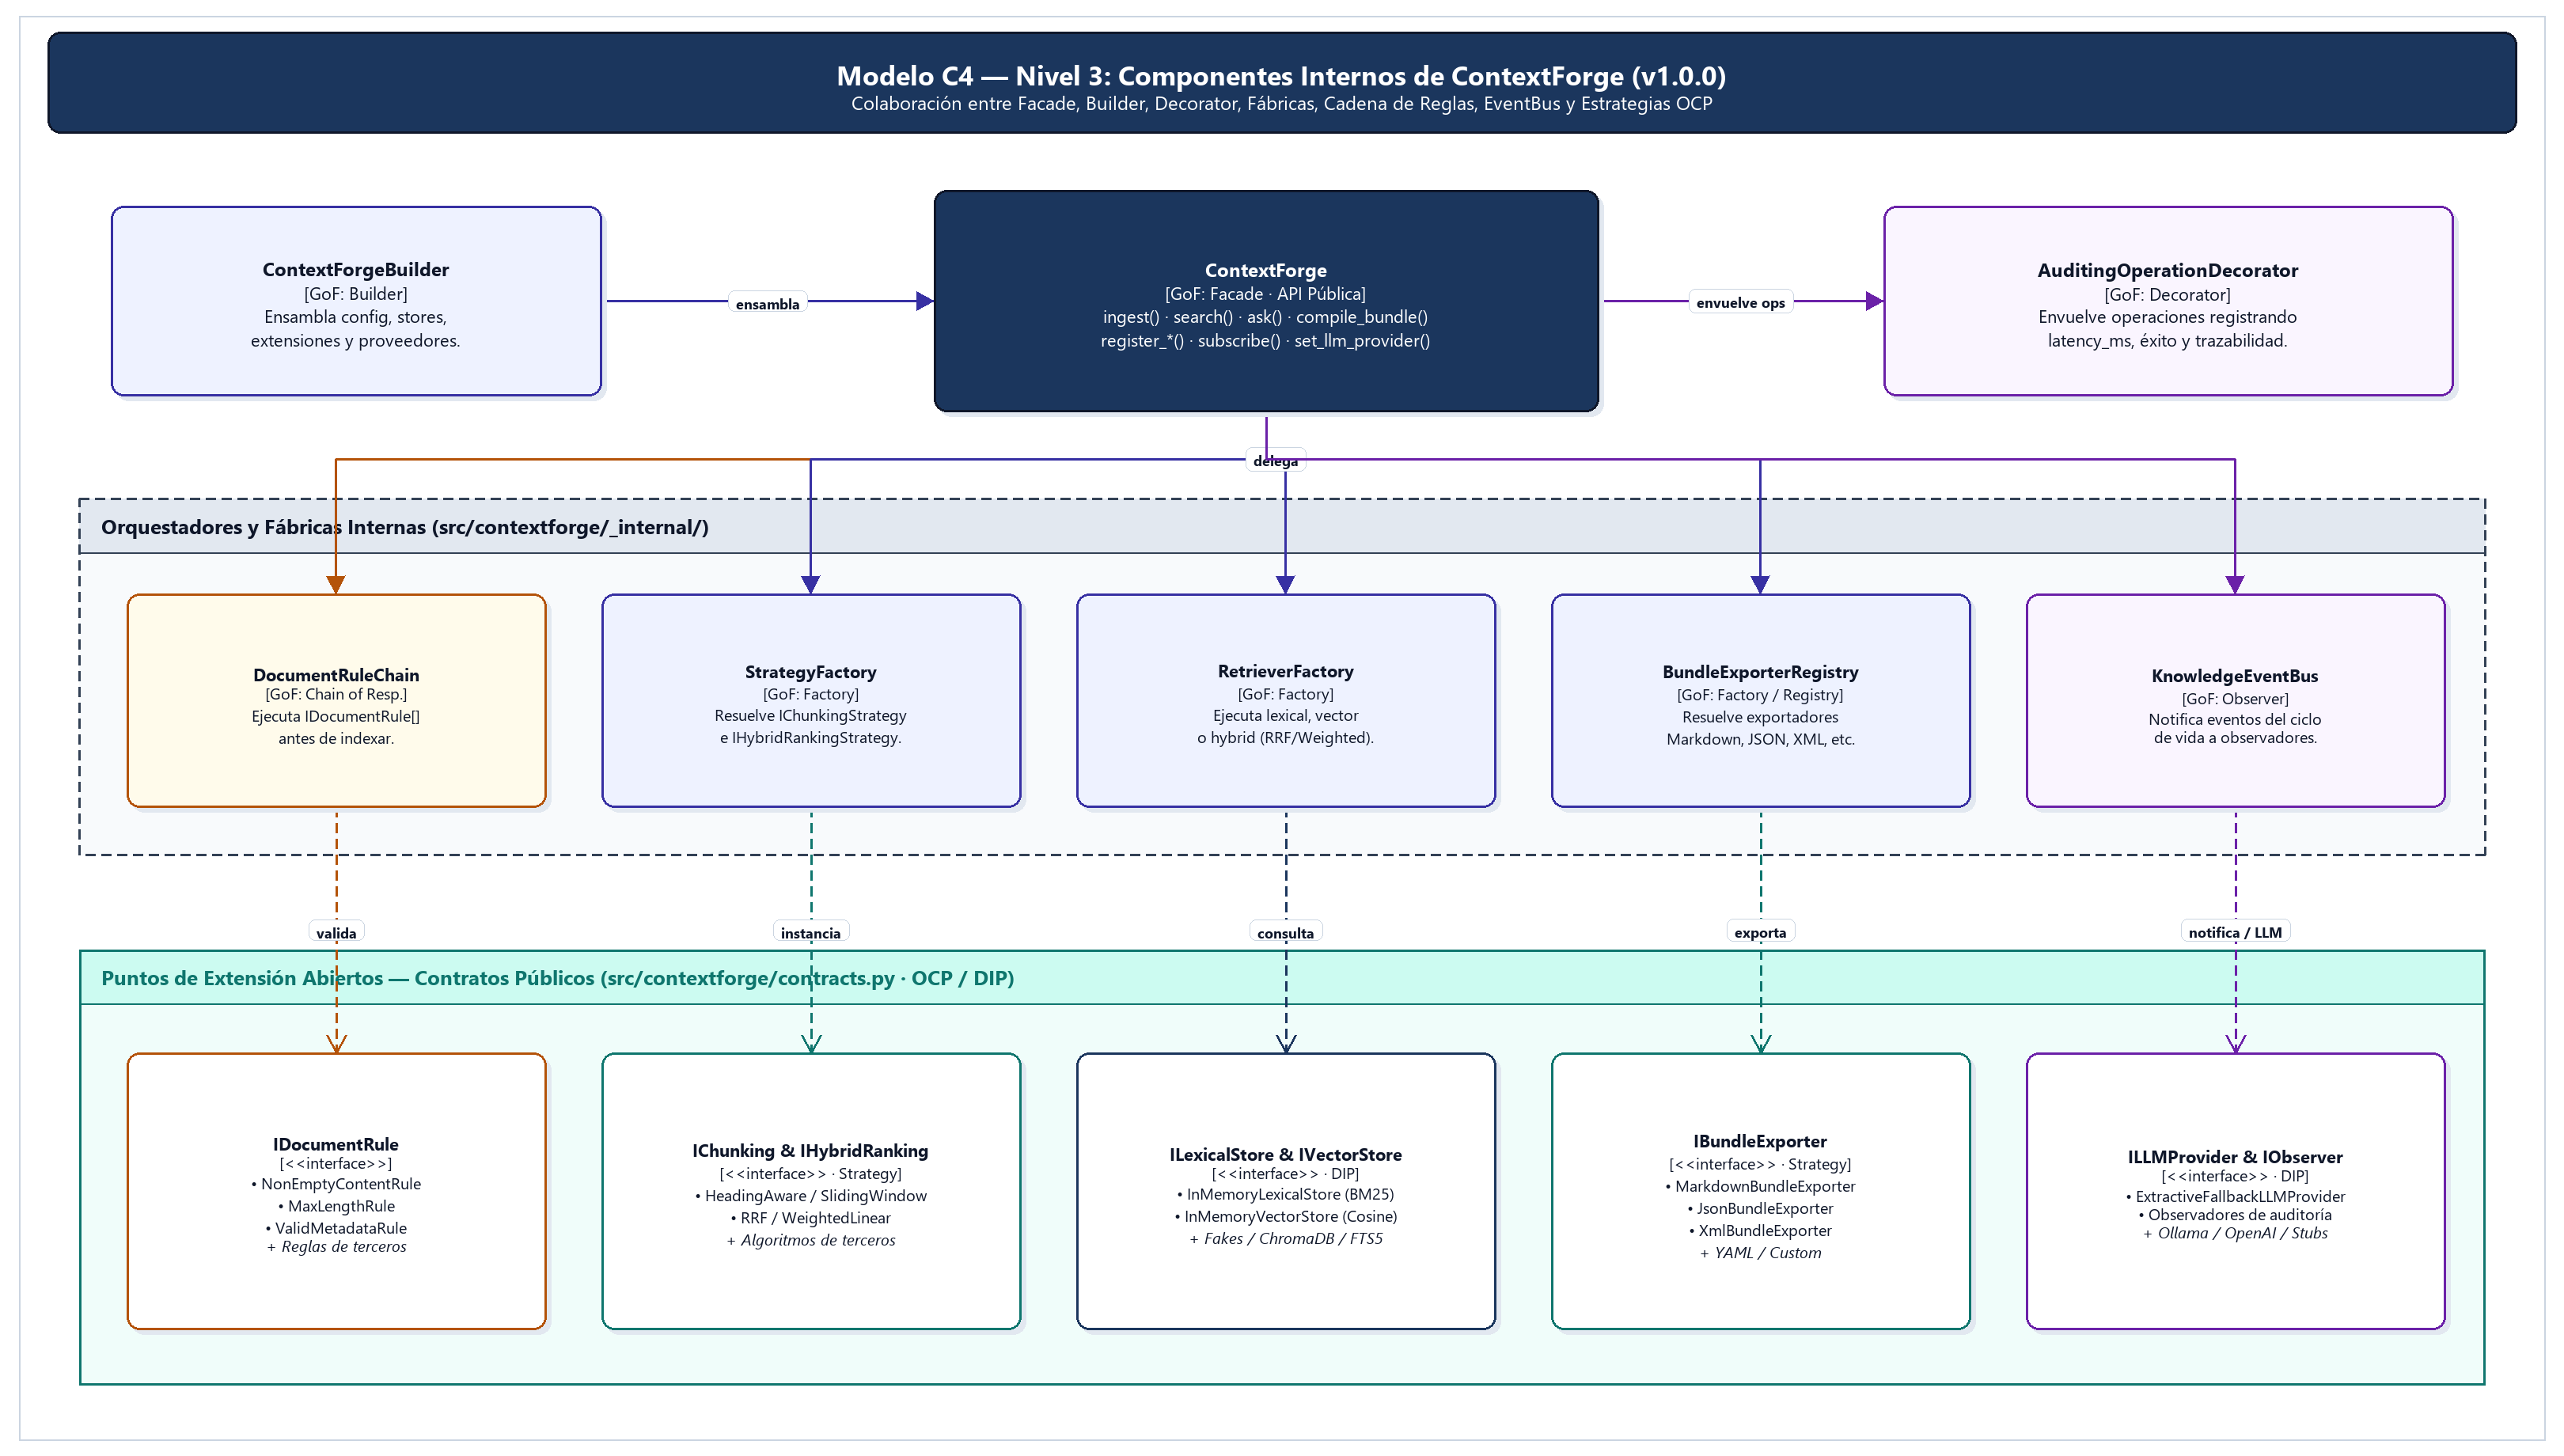 Modelo C4 — Nivel 3: Componentes Internos de ContextForge (v1.0.0)
Colaboración entre Facade, Builder, Decorator, Fábricas, Cadena de Reglas, EventBus y Estrategias OCP
ContextForgeBuilder
[GoF: Builder]
Ensambla config, stores,
extensiones y proveedores.
ensambla
ContextForge
[GoF: Facade · API Pública]
ingest() · search() · ask() · compile_bundle()
register_*() · subscribe() · set_llm_provider()
envuelve ops
AuditingOperationDecorator
[GoF: Decorator]
Envuelve operaciones registrando
latency_ms, éxito y trazabilidad.
delega
Orquestadores y Fábricas Internas (src/contextforge/_internal/)
DocumentRuleChain
[GoF: Chain of Resp.]
Ejecuta IDocumentRule[]
antes de indexar.
StrategyFactory
[GoF: Factory]
Resuelve IChunkingStrategy
e IHybridRankingStrategy.
RetrieverFactory
[GoF: Factory]
Ejecuta lexical, vector
o hybrid (RRF/Weighted).
BundleExporterRegistry
[GoF: Factory / Registry]
Resuelve exportadores
Markdown, JSON, XML, etc.
KnowledgeEventBus
[GoF: Observer]
Notifica eventos del ciclo
de vida a observadores.
valida
instancia
consulta
exporta
notifica / LLM
Puntos de Extensión Abiertos — Contratos Públicos (src/contextforge/contracts.py · OCP / DIP)
IDocumentRule
[<<interface>>]
• NonEmptyContentRule
• MaxLengthRule
• ValidMetadataRule
+ Reglas de terceros
IChunking & IHybridRanking
[<<interface>> · Strategy]
• HeadingAware / SlidingWindow
• RRF / WeightedLinear
+ Algoritmos de terceros
ILexicalStore & IVectorStore
[<<interface>> · DIP]
• InMemoryLexicalStore (BM25)
• InMemoryVectorStore (Cosine)
+ Fakes / ChromaDB / FTS5
IBundleExporter
[<<interface>> · Strategy]
• MarkdownBundleExporter
• JsonBundleExporter
• XmlBundleExporter
+ YAML / Custom
ILLMProvider & IObserver
[<<interface>> · DIP]
• ExtractiveFallbackLLMProvider
• Observadores de auditoría
+ Ollama / OpenAI / Stubs